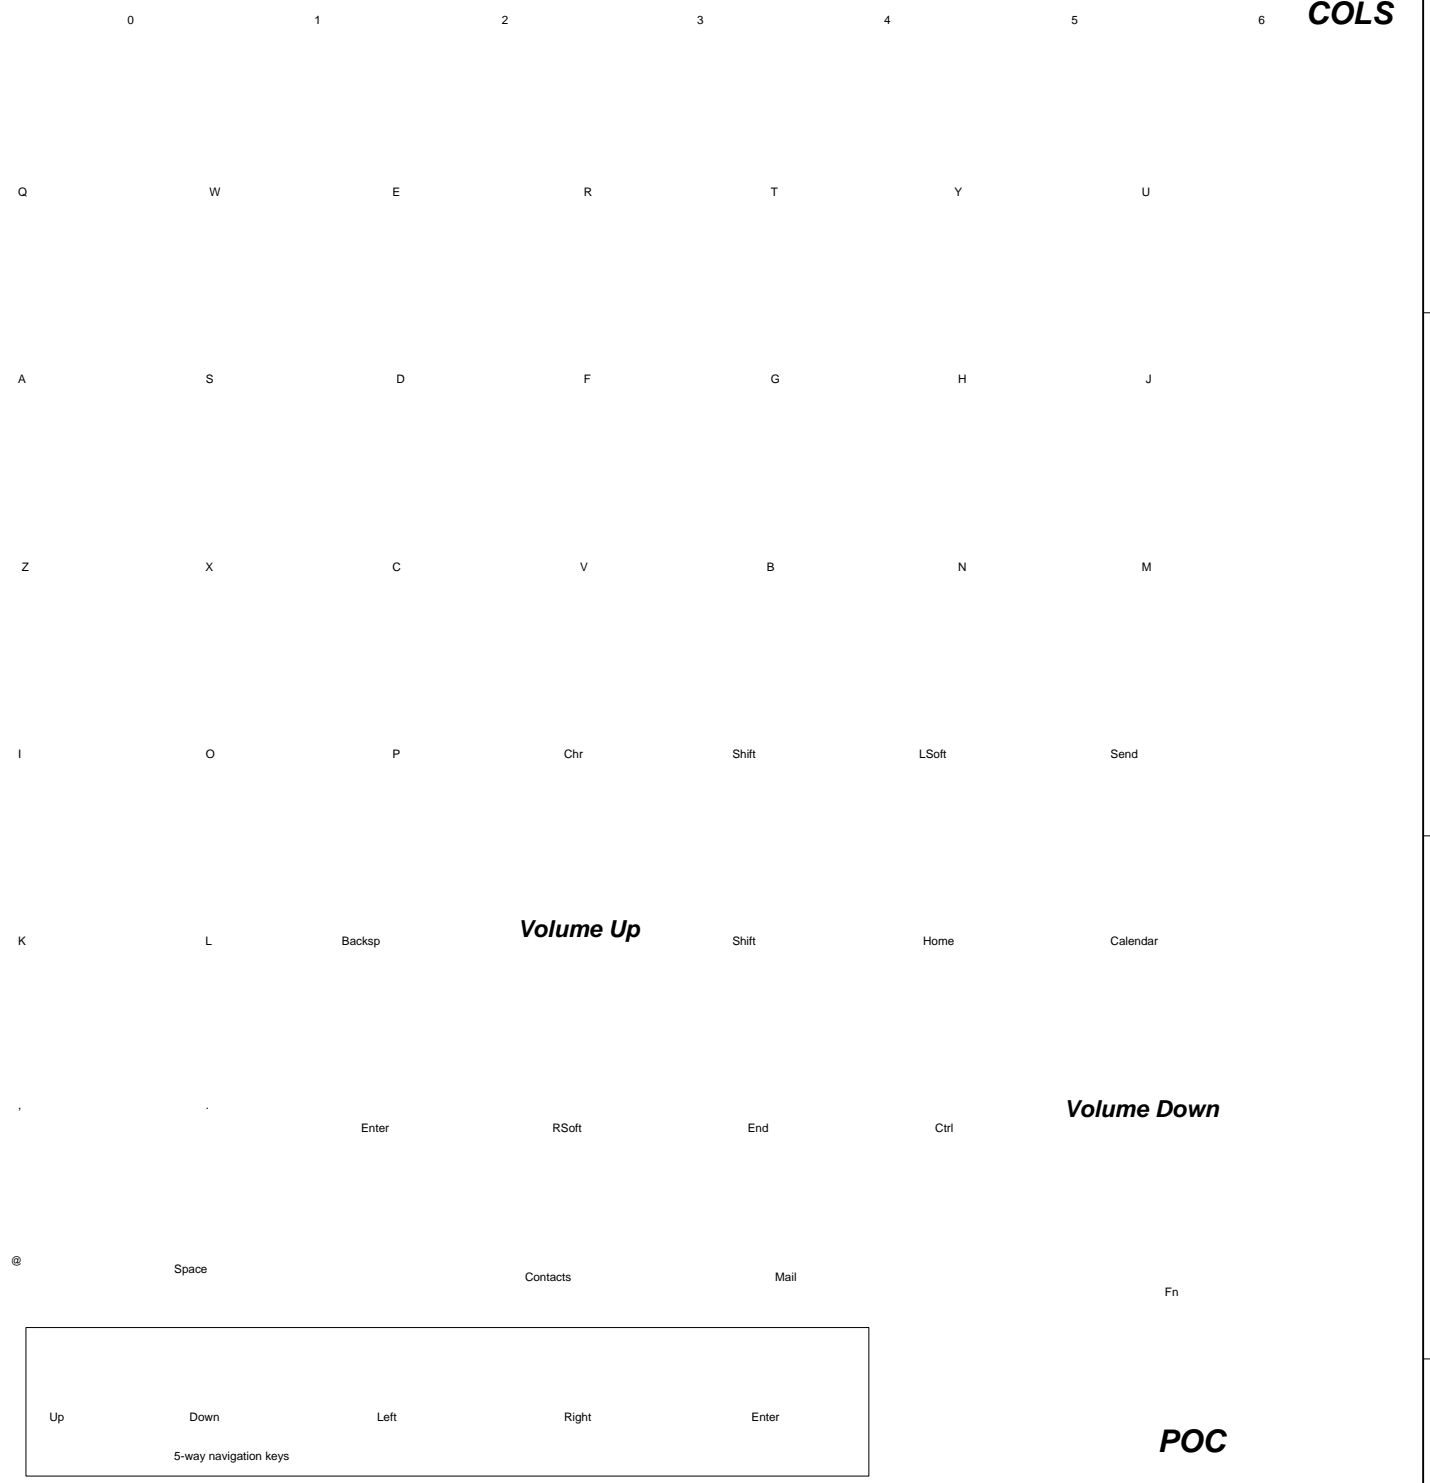 0 1 2 3 4 5 6 COLS
Q W E R T Y U
A S D F G H J
Z X C V B N M
I O P Chr Shift LSoft Send
K L Backsp Volume Up Shift Home Calendar
, . Enter RSoft End Ctrl Volume Down
@ Space Contacts Mail Fn
Up Down Left Right Enter
5-way navigation keys
POC